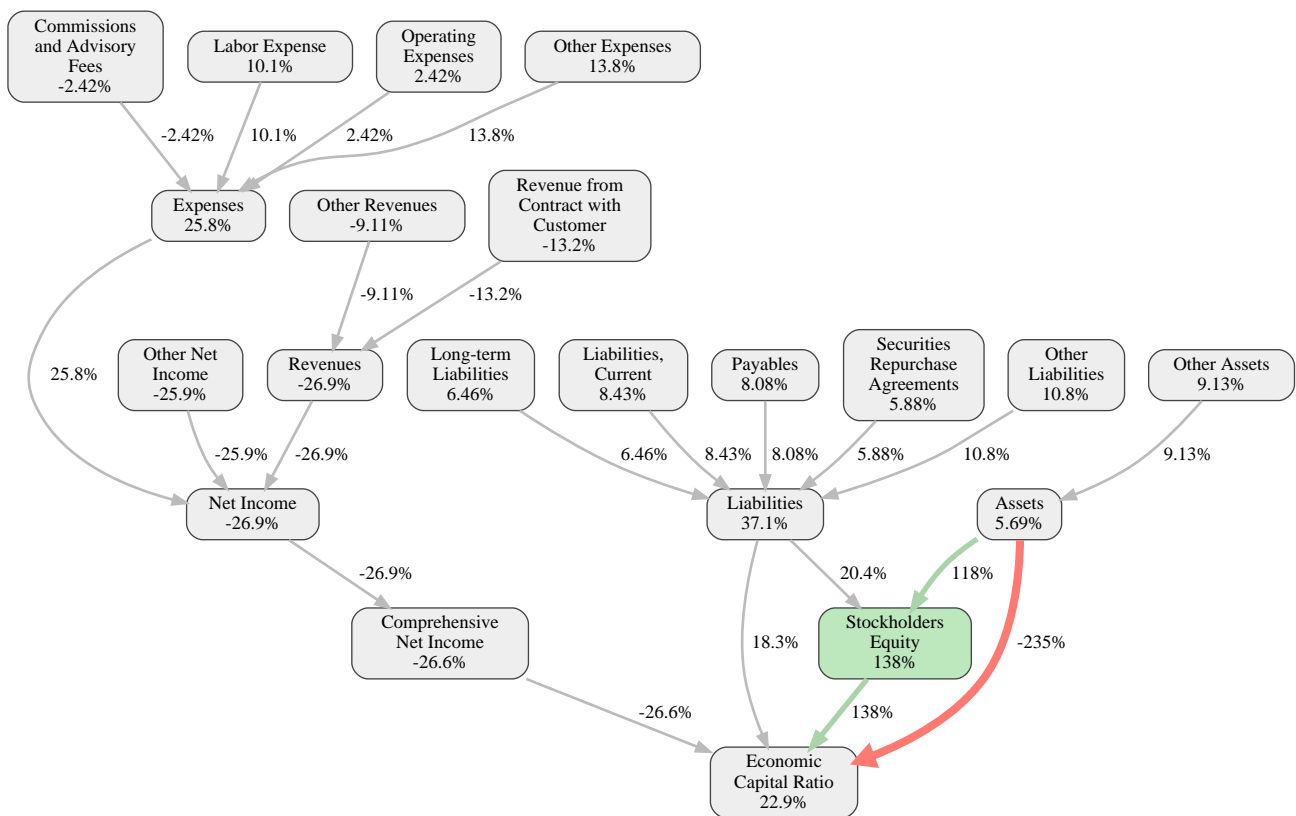 Commissions
and Advisory
Fees
-2.42%
Labor Expense
10.1%
Operating
Expenses
2.42%
Other Expenses
13.8%
-2.42%
10.1%
2.42%
13.8%
Expenses
25.8%
Other Revenues
-9.11%
Revenue from
Contract with
Customer
-13.2%
-9.11%
-13.2%
25.8%
Other Net
Income
-25.9%
Revenues
-26.9%
Long-term
Liabilities
6.46%
Liabilities,
Current
8.43%
Payables
8.08%
Securities
Repurchase
Agreements
5.88%
Other
Liabilities
10.8%
Other Assets
9.13%
-25.9%
-26.9%
6.46%
8.43%
8.08%
5.88%
10.8%
9.13%
Net Income
-26.9%
Liabilities
37.1%
Assets
5.69%
-26.9%
20.4%
118%
Comprehensive
Net Income
-26.6%
18.3%
Stockholders
Equity
138%
-235%
-26.6%
138%
Economic
Capital Ratio
22.9%